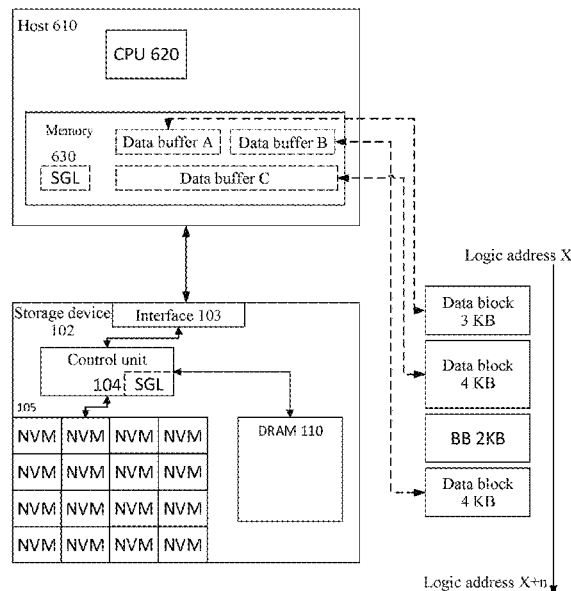 Host 610
CPU 620
Memory
630
SGL
Data buffer A
Data buffer B
Data buffer C
Logic address X
Data block
3 KB
Data block
4 KB
BB 2KB
Data block
4 KB
Logic address X+n
Storage device
102
Interface 103
Control unit
104 SGL
105
NVM NVM NVM NVM
NVM NVM NVM NVM
NVM NVM NVM NVM
NVM NVM NVM NVM
DRAM 110